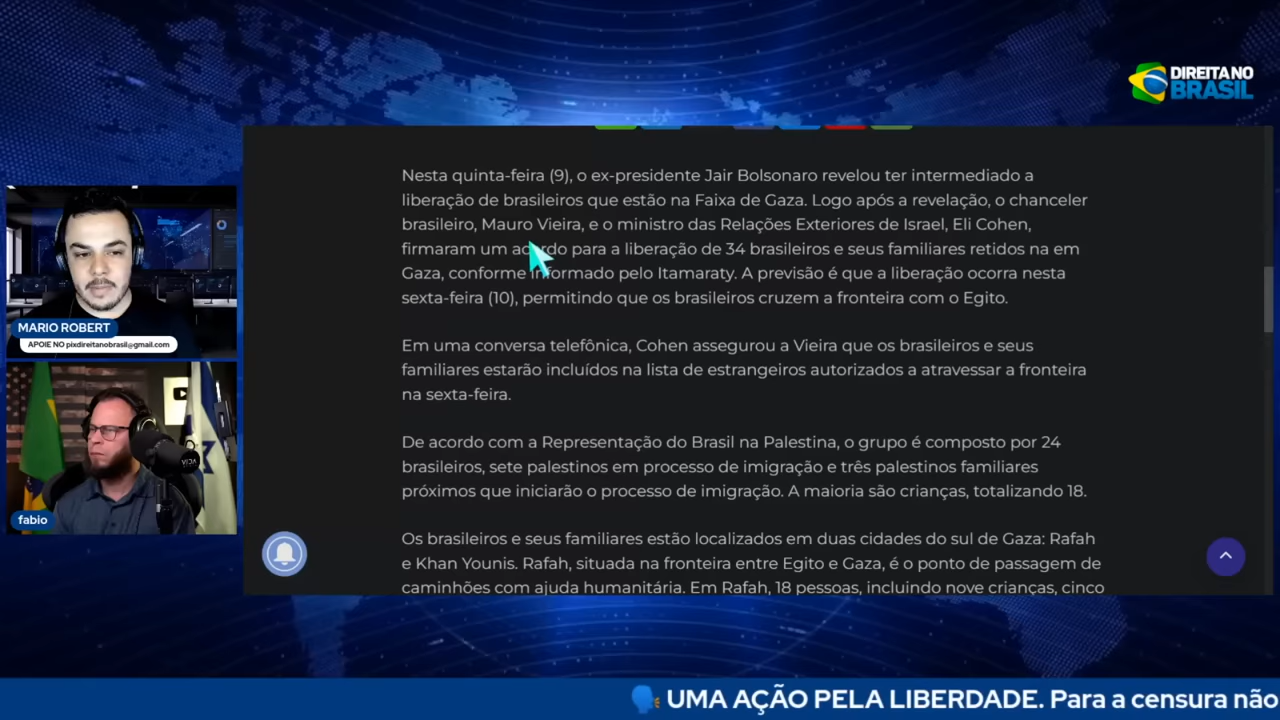 DIREITA NO
BRASIL
Nesta quinta-feira (9), o ex-presidente Jair Bolsonaro revelou ter intermediado a
liberação de brasileiros que estão na Faixa de Gaza. Logo após a revelação, o chanceler
brasileiro, Mauro Vieira, e o ministro das Relações Exteriores de Israel, Eli Cohen,
firmaram um acordo para a liberação de 34 brasileiros e seus familiares retidos na em
Gaza, conforme informado pelo Itamaraty. A previsão é que a liberação ocorra nesta
sexta-feira (10), permitindo que os brasileiros cruzem a fronteira com o Egito.
Em uma conversa telefônica, Cohen assegurou a Vieira que os brasileiros e seus
familiares estarão incluídos na lista de estrangeiros autorizados a atravessar a fronteira
na sexta-feira.
De acordo com a Representação do Brasil na Palestina, o grupo é composto por 24
brasileiros, sete palestinos em processo de imigração e três palestinos familiares
próximos que iniciarão o processo de imigração. A maioria são crianças, totalizando 18.
Os brasileiros e seus familiares estão localizados em duas cidades do sul de Gaza: Rafah
e Khan Younis. Rafah, situada na fronteira entre Egito e Gaza, é o ponto de passagem de
caminhões com ajuda humanitária. Em Rafah, 18 pessoas, incluindo nove crianças, cinco
MARIO ROBERT
APOIE NO pixdireitanobrasil@gmail.com
fabio
UMA AÇÃO PELA LIBERDADE. Para a censura não